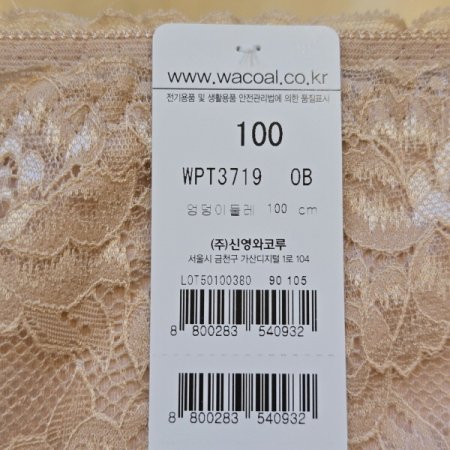 www.wacoal.co.kr
전기용품 및 생활용품 안전관리법에 의한 품질표시
100
WPT3719 OB
엉덩이둘레 100 cm
(주)신영와코루
서울시 금천구 가산디지털 1로 104
LOT50100380 90 105
8 800283 540932
8 800283 540932